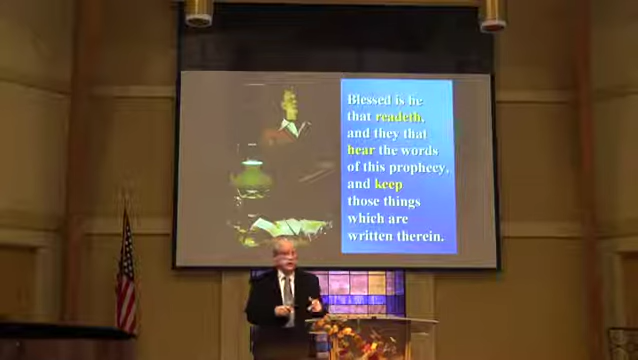 Blessed is he
that readeth,
and they that
hear the words
of this prophecy,
and keep
those things
which are
written therein.